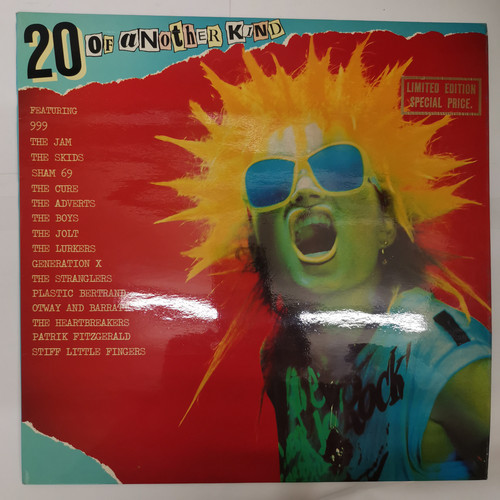 20 OF ANOTHER KIND
LIMITED EDITION
SPECIAL PRICE.
FEATURING
999
THE JAM
THE SKIDS
SHAM 69
THE CURE
THE ADVERTS
THE BOYS
THE JOLT
THE LURKERS
GENERATION X
THE STRANGLERS
PLASTIC BERTRAND
OTWAY AND BARRATT
THE HEARTBREAKERS
PATRIK FITZGERALD
STIFF LITTLE FINGERS
Rock